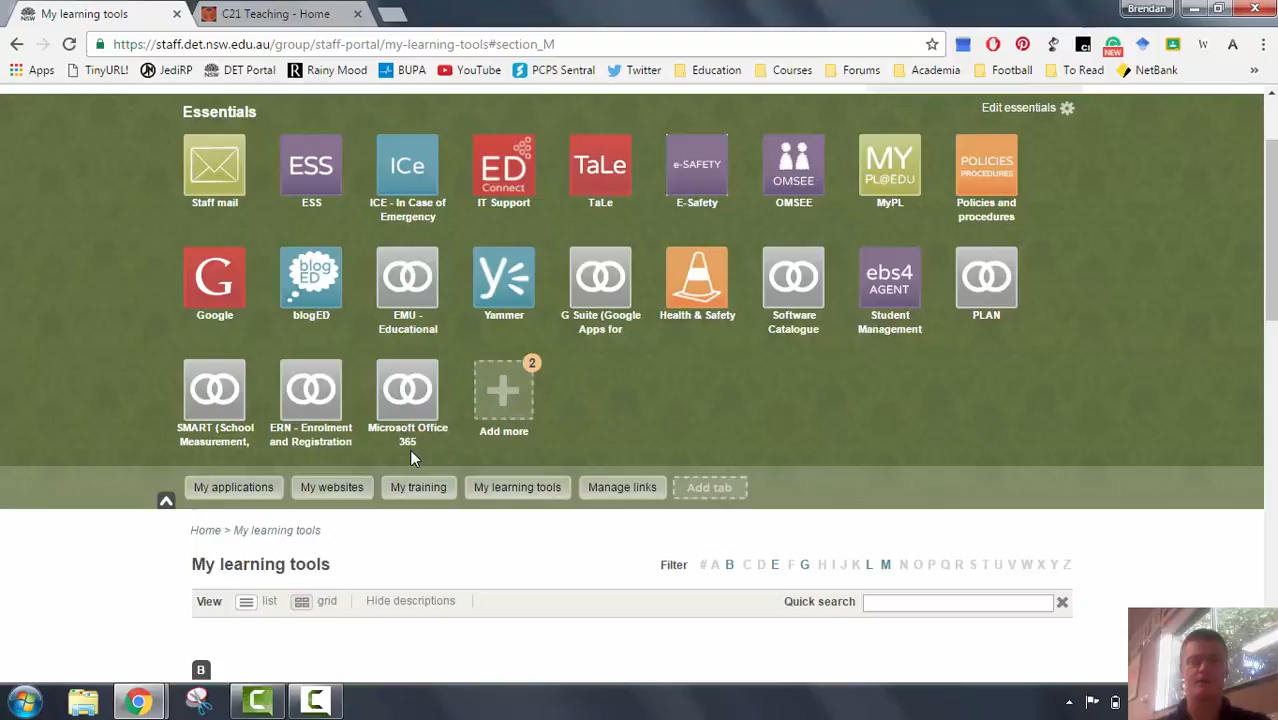 My learning tools
C21 Teaching - Home
Brendan
https://staff.det.nsw.edu.au/group/staff-portal/my-learning-tools#section_M
Apps TinyURL! JediRP DET Portal Rainy Mood BUPA YouTube PCPS Sentral Twitter Education Courses Forums Academia Football To Read NetBank »
Essentials
Edit essentials
ESS
ICe
ED Connect
TaLe
e-SAFETY
OMSEE
MY PL@EDU
POLICIES PROCEDURES
Staff mail
ESS
ICE - In Case of Emergency
IT Support
TaLe
E-Safety
OMSEE
MyPL
Policies and procedures
G
blog ED
y
ebs4 AGENT
Google
blogED
EMU - Educational
Yammer
G Suite (Google Apps for
Health & Safety
Software Catalogue
Student Management
PLAN
2
SMART (School Measurement,
ERN - Enrolment and Registration
Microsoft Office 365
Add more
My applications My websites My training My learning tools Manage links Add tab
Home > My learning tools
My learning tools
Filter # A B C D E F G H I J K L M N O P Q R S T U V W X Y Z
View list grid Hide descriptions
Quick search
B